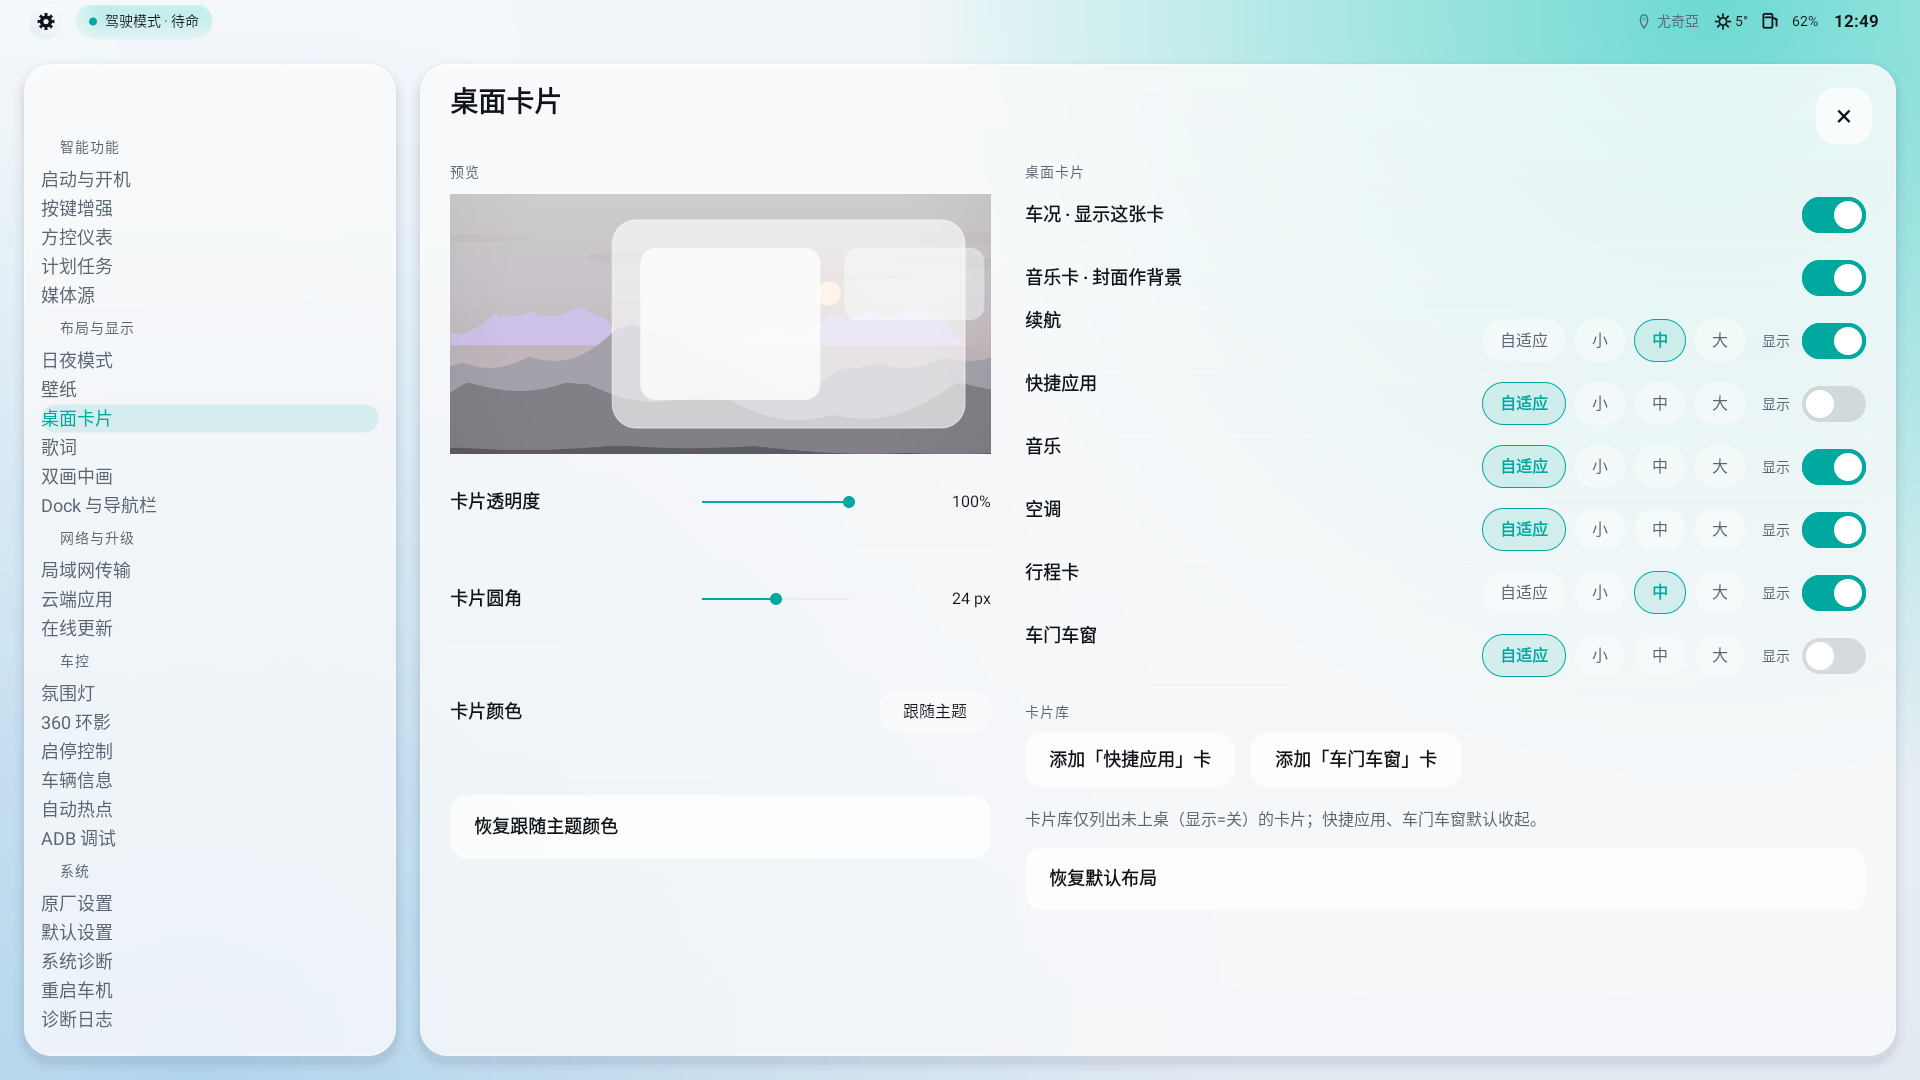 驾驶模式 · 待命
尤奇亞
5°
62%
12:49
智能功能
启动与开机
按键增强
方控仪表
计划任务
媒体源
布局与显示
日夜模式
壁纸
桌面卡片
歌词
双画中画
Dock 与导航栏
网络与升级
局域网传输
云端应用
在线更新
车控
氛围灯
360 环影
启停控制
车辆信息
自动热点
ADB 调试
系统
原厂设置
默认设置
系统诊断
重启车机
诊断日志
桌面卡片
预览
卡片透明度 100%
卡片圆角 24 px
卡片颜色 跟随主题
恢复跟随主题颜色
桌面卡片
车况 · 显示这张卡
音乐卡 · 封面作背景
续航 自适应 小 中 大 显示
快捷应用 自适应 小 中 大 显示
音乐 自适应 小 中 大 显示
空调 自适应 小 中 大 显示
行程卡 自适应 小 中 大 显示
车门车窗 自适应 小 中 大 显示
卡片库
添加「快捷应用」卡 添加「车门车窗」卡
卡片库仅列出未上桌（显示=关）的卡片；快捷应用、车门车窗默认收起。
恢复默认布局